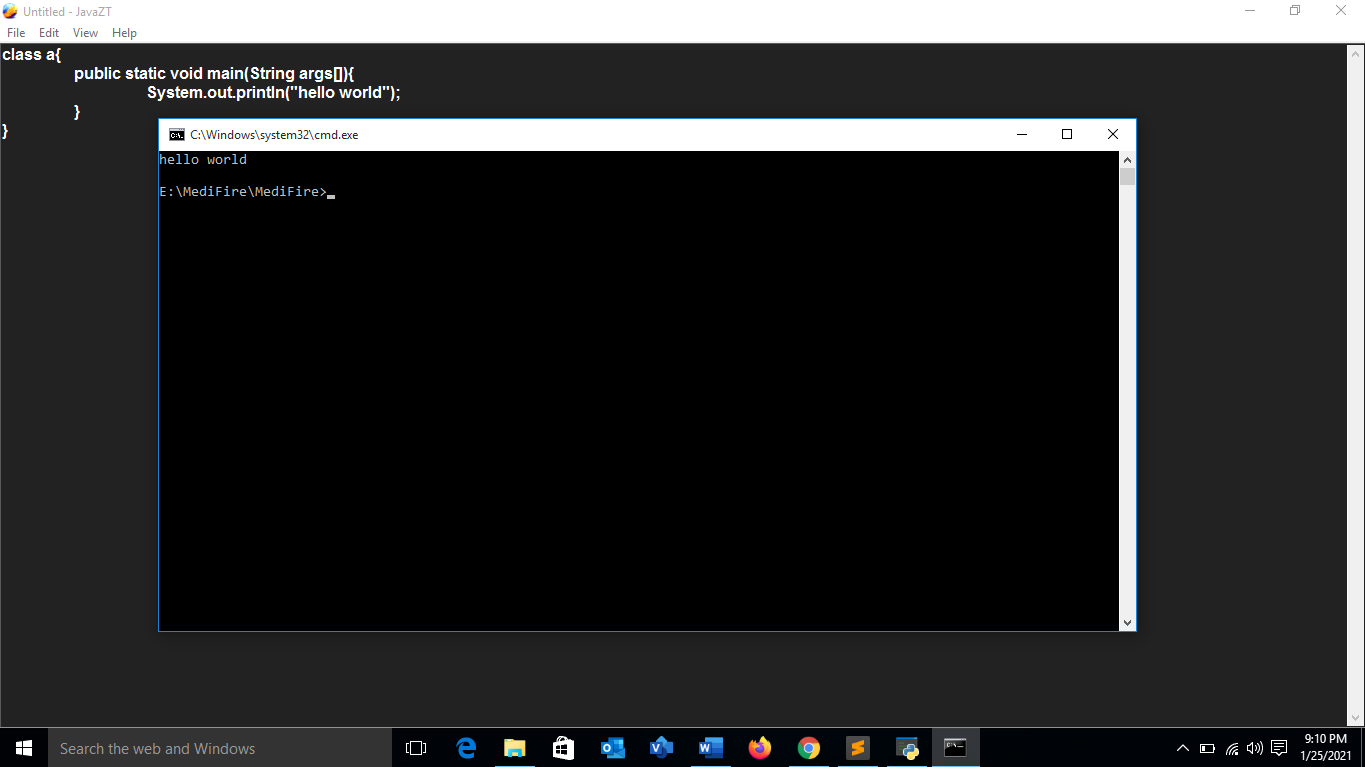 Untitled - JavaZT
File Edit View Help
class a{
public static void main(String args[]){
System.out.println("hello world");
}
}
C:\Windows\system32\cmd.exe
hello world
E:\MediFire\MediFire>
Search the web and Windows
9:10 PM
1/25/2021